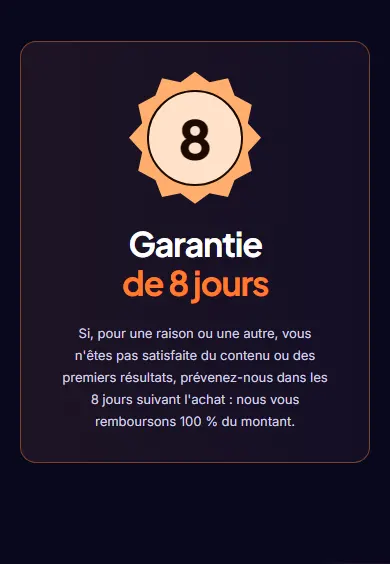 8
Garantie
de 8 jours
Si, pour une raison ou une autre, vous
n'êtes pas satisfaite du contenu ou des
premiers résultats, prévenez-nous dans les
8 jours suivant l'achat : nous vous
remboursons 100 % du montant.